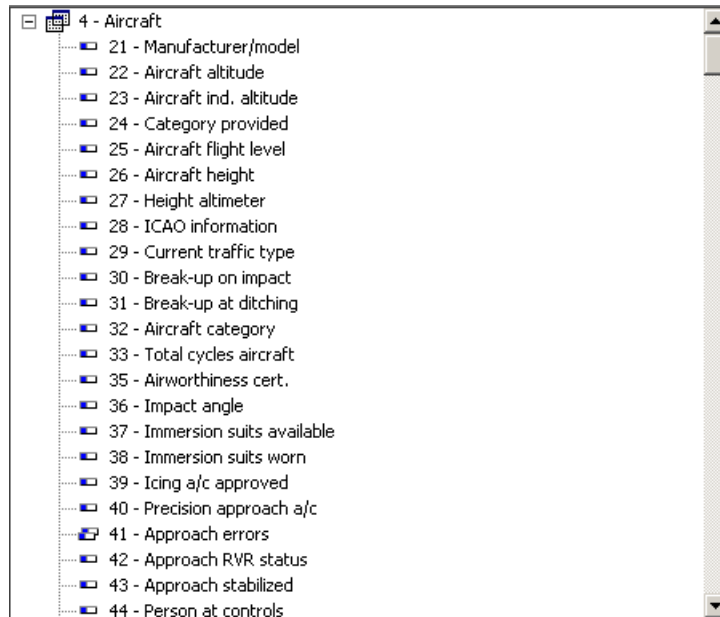 4 - Aircraft
21 - Manufacturer/model
22 - Aircraft altitude
23 - Aircraft ind. altitude
24 - Category provided
25 - Aircraft flight level
26 - Aircraft height
27 - Height altimeter
28 - ICAO information
29 - Current traffic type
30 - Break-up on impact
31 - Break-up at ditching
32 - Aircraft category
33 - Total cycles aircraft
35 - Airworthiness cert.
36 - Impact angle
37 - Immersion suits available
38 - Immersion suits worn
39 - Icing a/c approved
40 - Precision approach a/c
41 - Approach errors
42 - Approach RVR status
43 - Approach stabilized
44 - Person at controls